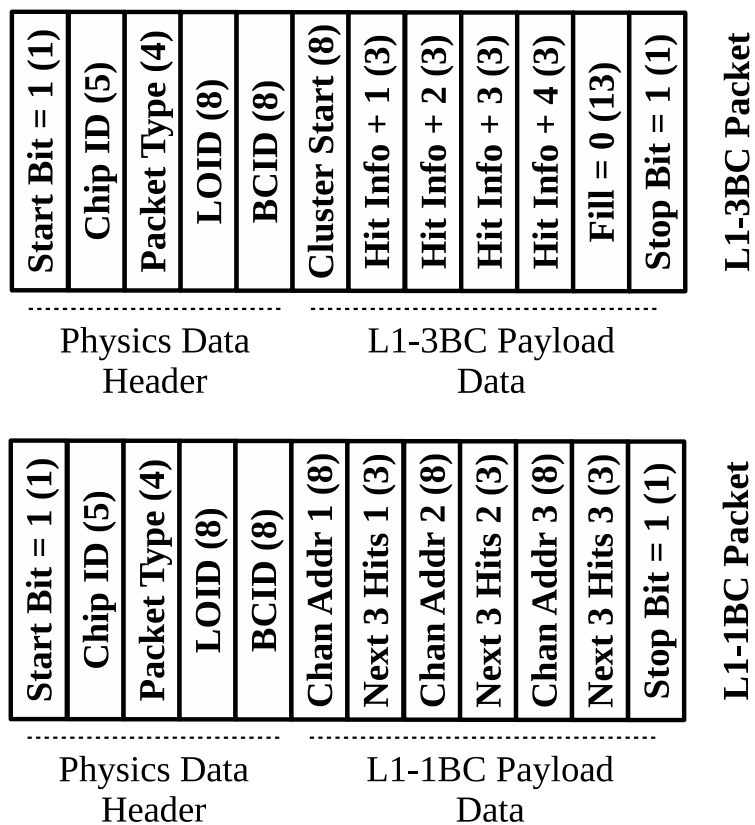 Start Bit = 1 (1)
Chip ID (5)
Packet Type (4)
LOID (8)
BCID (8)
Cluster Start (8)
Hit Info + 1 (3)
Hit Info + 2 (3)
Hit Info + 3 (3)
Hit Info + 4 (3)
Fill = 0 (13)
Stop Bit = 1 (1)
L1-3BC Packet
Physics Data
Header
L1-3BC Payload
Data
Start Bit = 1 (1)
Chip ID (5)
Packet Type (4)
LOID (8)
BCID (8)
Chan Addr 1 (8)
Next 3 Hits 1 (3)
Chan Addr 2 (8)
Next 3 Hits 2 (3)
Chan Addr 3 (8)
Next 3 Hits 3 (3)
Stop Bit = 1 (1)
L1-1BC Packet
Physics Data
Header
L1-1BC Payload
Data